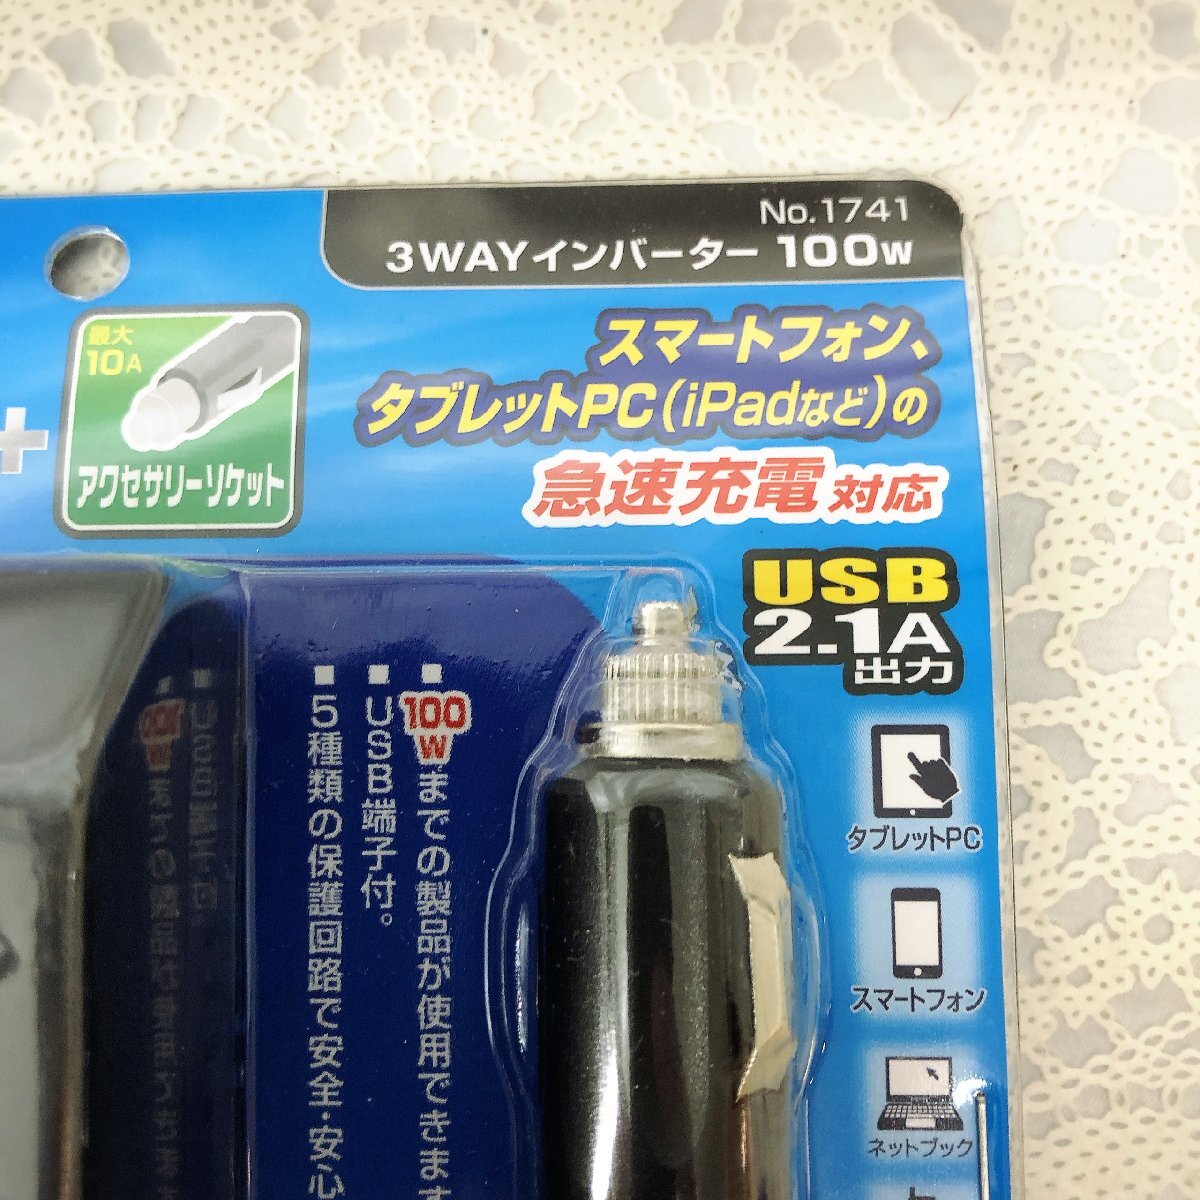 No.1741
3WAYインバーター 100W
最大
10A
+
アクセサリーソケット
スマートフォン、
タブレットPC(iPadなど)の
急速充電対応
USB
2.1A
出力
■100Wまでの製品が使用できます
■USB端子付。
■5種類の保護回路で安全・安心
タブレットPC
スマートフォン
ネットブック